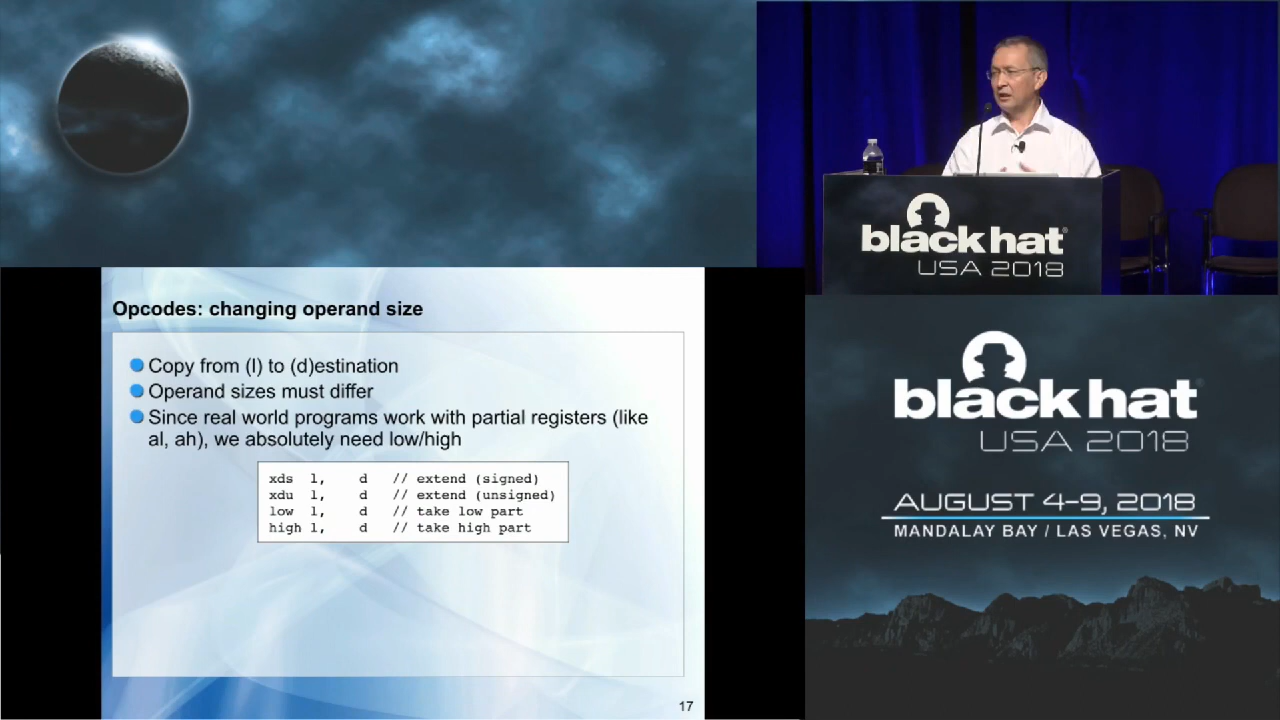 black hat
USA 2018
Opcodes: changing operand size
Copy from (l) to (d)estination
Operand sizes must differ
Since real world programs work with partial registers (like
al, ah), we absolutely need low/high
xds l, d // extend (signed)
xdu l, d // extend (unsigned)
low l, d // take low part
high l, d // take high part
17
black hat
USA 2018
AUGUST 4-9, 2018
MANDALAY BAY / LAS VEGAS, NV